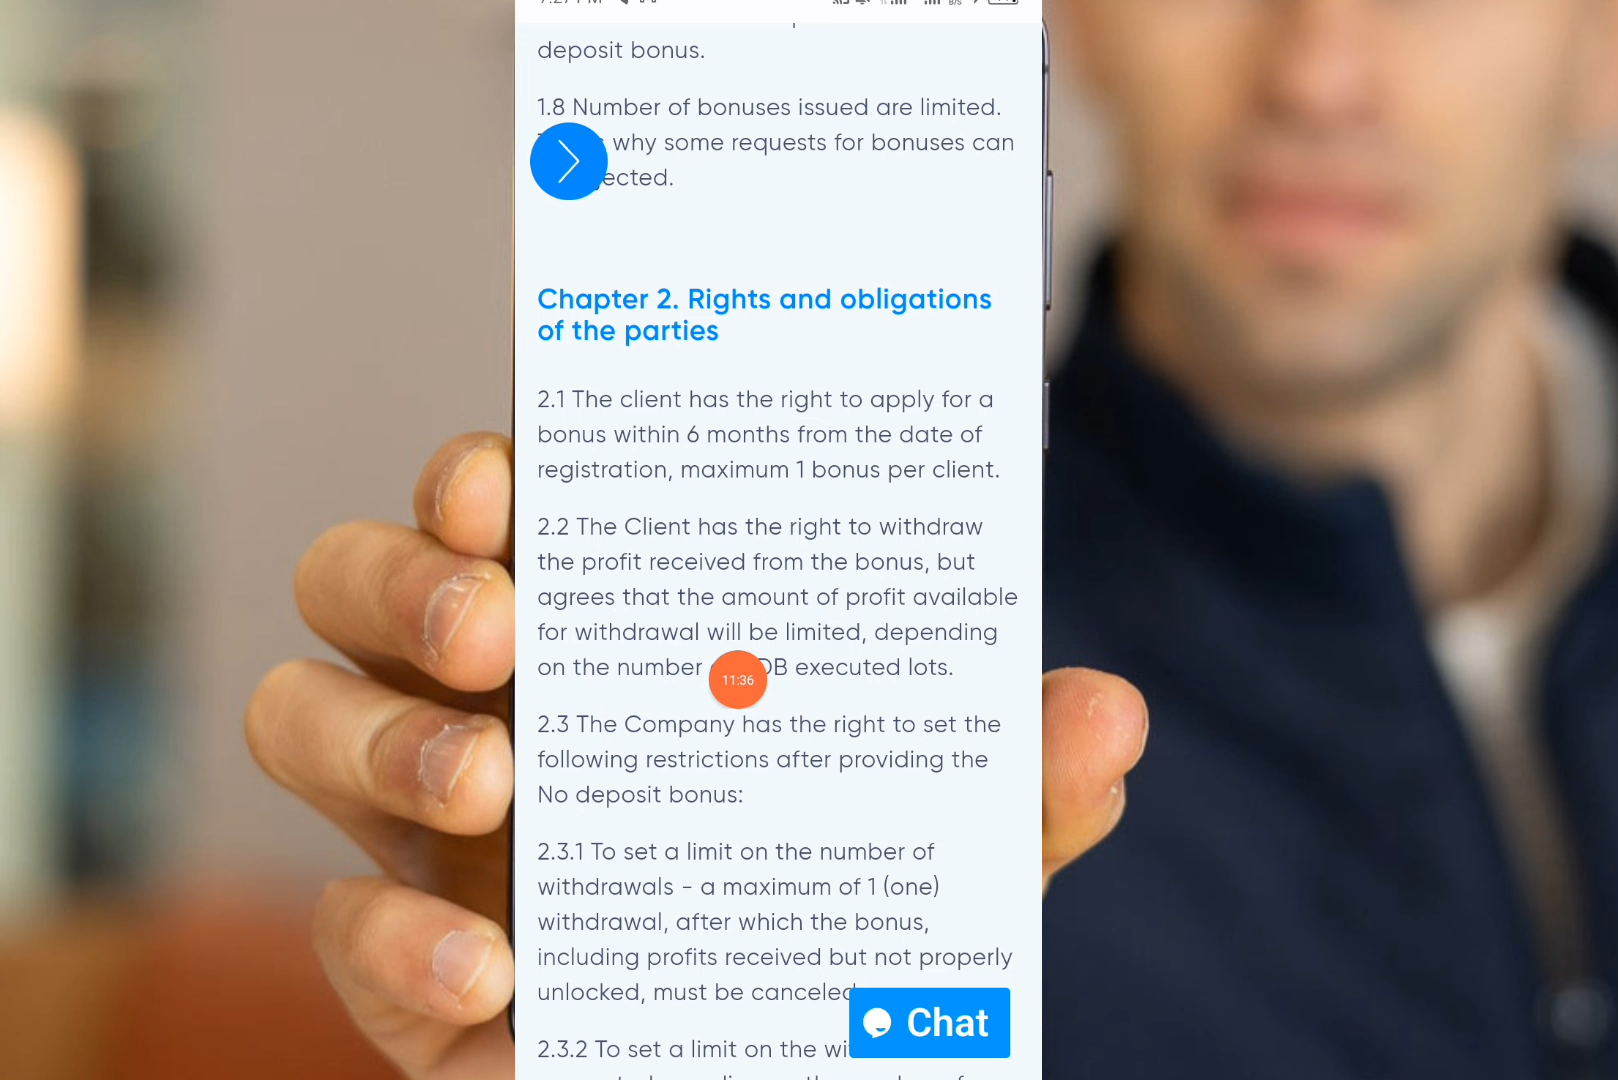 deposit bonus.
1.8 Number of bonuses issued are limited.
why some requests for bonuses can
ected.
Chapter 2. Rights and obligations
of the parties
2.1 The client has the right to apply for a
bonus within 6 months from the date of
registration, maximum 1 bonus per client.
2.2 The Client has the right to withdraw
the profit received from the bonus, but
agrees that the amount of profit available
for withdrawal will be limited, depending
on the number DB executed lots.
11:36
2.3 The Company has the right to set the
following restrictions after providing the
No deposit bonus:
2.3.1 To set a limit on the number of
withdrawals - a maximum of 1 (one)
withdrawal, after which the bonus,
including profits received but not properly
unlocked, must be canceled
Chat
2.3.2 To set a limit on the